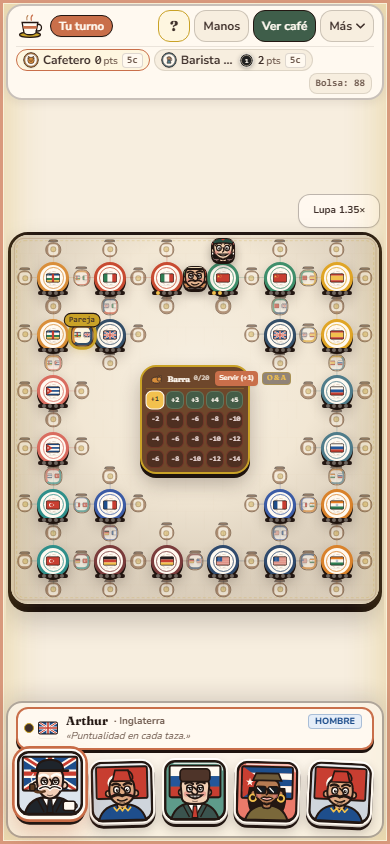 Tu turno ? Manos Ver café Más
Cafetero 0 pts 5c Barista ... 1 2 pts 5c
Bolsa: 88
Lupa 1.35×
Pareja
Barra 0/20 Servir (+1) Q&A
+1 +2 +3 +4 +5
-2 -4 -6 -8 -10
-4 -6 -8 -10 -12
-6 -8 -10 -12 -14
Arthur · Inglaterra HOMBRE
«Puntualidad en cada taza.»